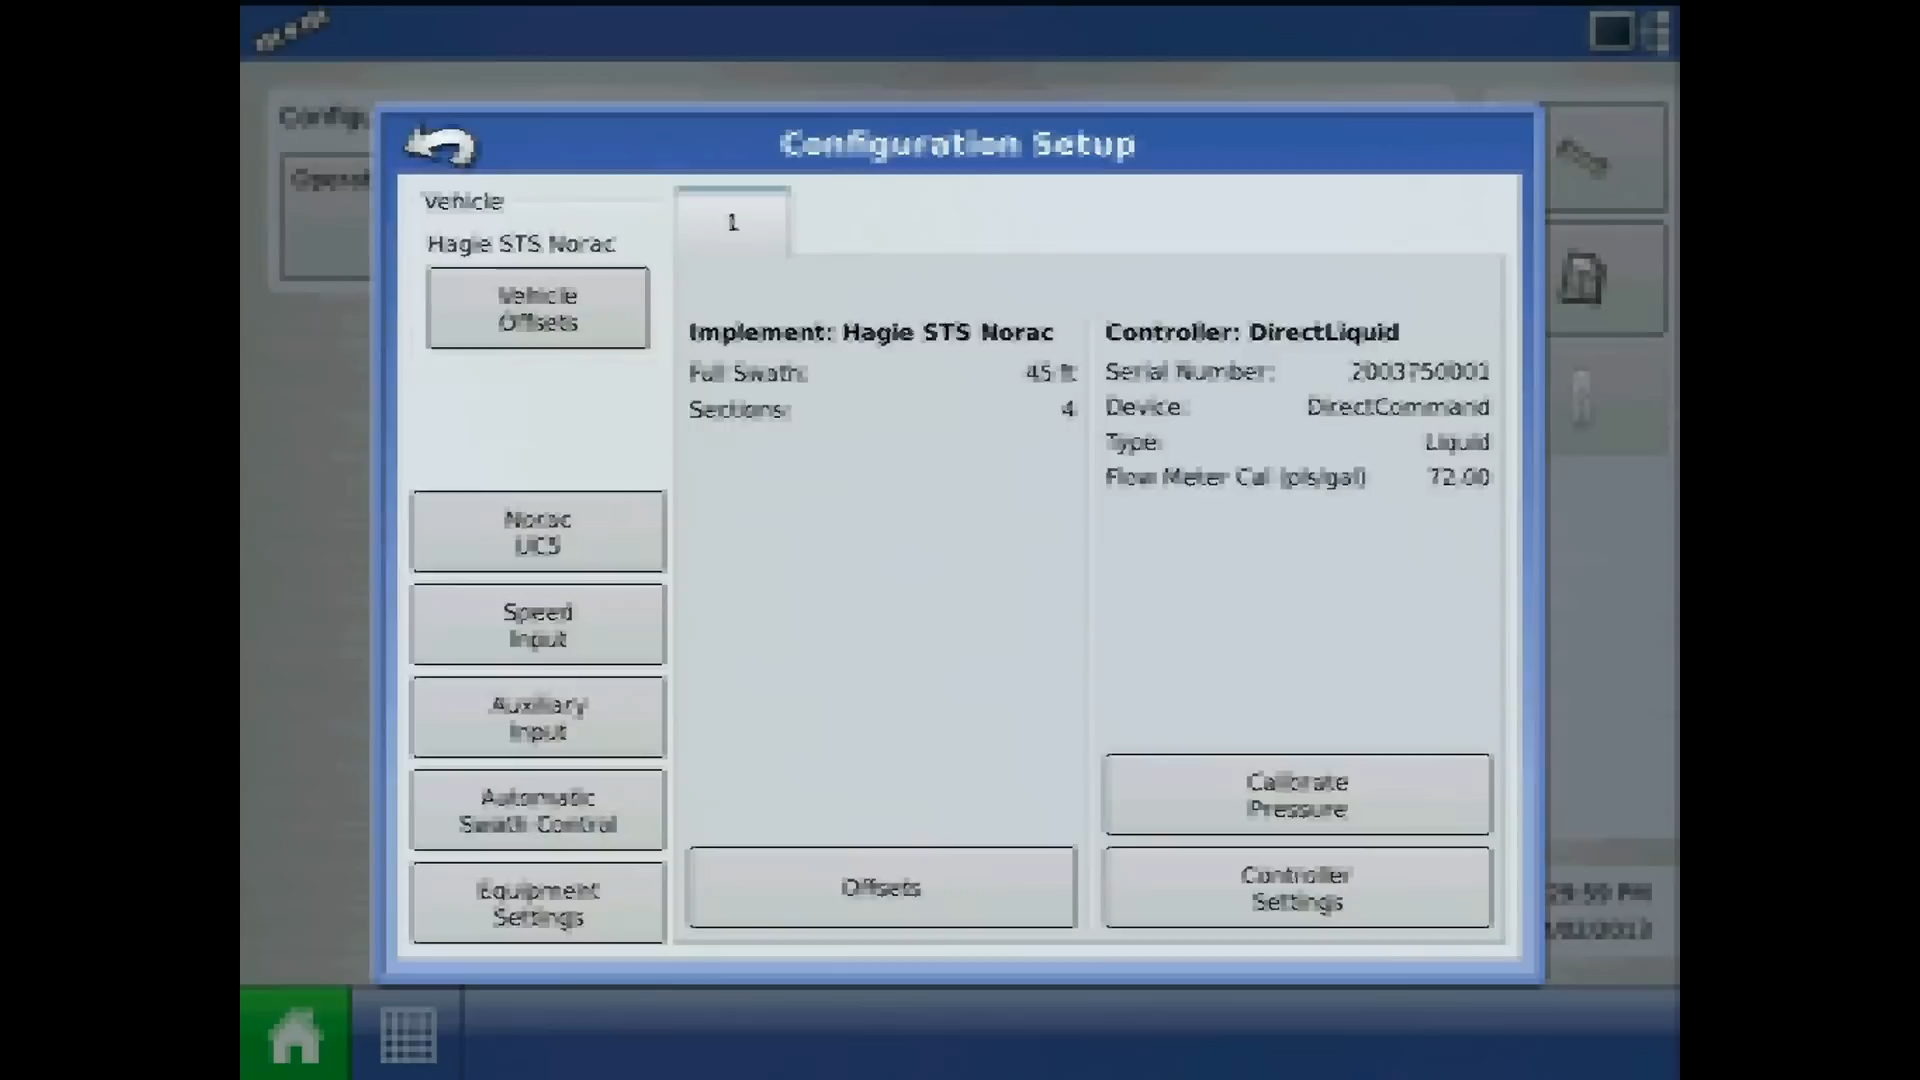 Configuration Setup
Vehicle
Hagie STS Norac
Vehicle
Offsets
Norac
UC5
Speed
Input
Auxiliary
Input
Automatic
Swath Control
Equipment
Settings
1
Implement: Hagie STS Norac
Full Swath: 45 ft
Sections: 4
Offsets
Controller: DirectLiquid
Serial Number: 2003750001
Device: DirectCommand
Type: Liquid
Flow Meter Cal (pls/gal) 72.00
Calibrate
Pressure
Controller
Settings